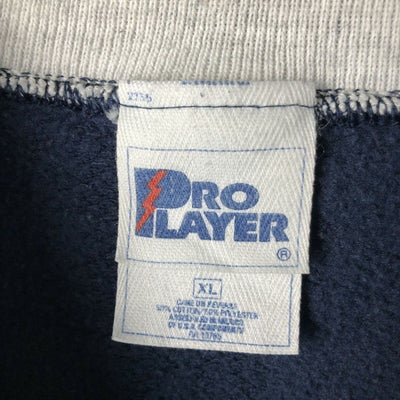 PRO
PLAYER
®
XL
CARE ON REVERSE
50% COTTON/50% POLYESTER
ASSEMBLED IN MEXICO
OF U.S.A. COMPONENTS